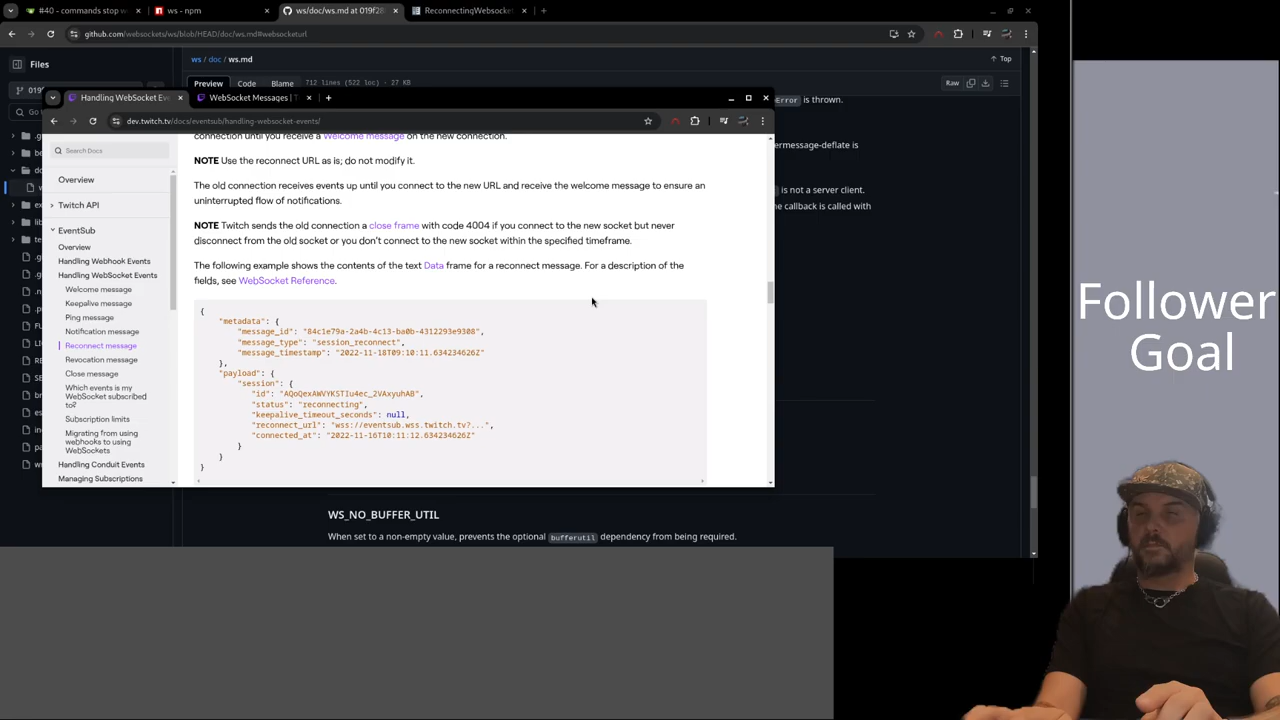 #40 - commands stop w
ws - npm
ws/doc/ws.md at 019f28
ReconnectingWebsocket
github.com/websockets/ws/blob/HEAD/doc/ws.md#websocketurl
Files
ws / doc / ws.md
Top
Preview
Code
Blame
712 lines (522 loc) · 27 KB
Raw
is thrown.
ermessage-deflate is
is not a server client.
he callback is called with
Handling WebSocket Eve
WebSocket Messages | T
dev.twitch.tv/docs/eventsub/handling-websocket-events/
Search Docs
Overview
Twitch API
EventSub
Overview
Handling Webhook Events
Handling WebSocket Events
Welcome message
Keepalive message
Ping message
Notification message
Reconnect message
Revocation message
Close message
Which events is my
WebSocket subscribed
to?
Subscription limits
Migrating from using
webhooks to using
WebSockets
Handling Conduit Events
Managing Subscriptions
connection until you receive a Welcome message on the new connection.
NOTE Use the reconnect URL as is; do not modify it.
The old connection receives events up until you connect to the new URL and receive the welcome message to ensure an
uninterrupted flow of notifications.
NOTE Twitch sends the old connection a close frame with code 4004 if you connect to the new socket but never
disconnect from the old socket or you don't connect to the new socket within the specified timeframe.
The following example shows the contents of the text Data frame for a reconnect message. For a description of the
fields, see WebSocket Reference.
{
"metadata": {
"message_id": "84c1e79a-2a4b-4c13-ba0b-4312293e9308",
"message_type": "session_reconnect",
"message_timestamp": "2022-11-18T09:10:11.634234626Z"
},
"payload": {
"session": {
"id": "AQoQexAWVYKSTIu4ec_2VAxyuhAB",
"status": "reconnecting",
"keepalive_timeout_seconds": null,
"reconnect_url": "wss://eventsub.wss.twitch.tv?...",
"connected_at": "2022-11-16T10:11:12.634234626Z"
}
}
}
WS_NO_BUFFER_UTIL
When set to a non-empty value, prevents the optional bufferutil dependency from being required.
Follower
Goal